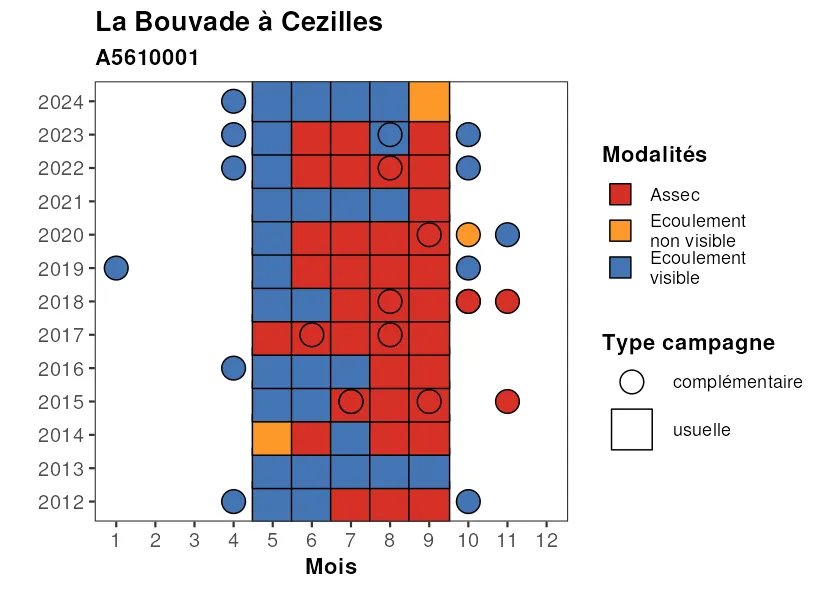 La Bouvade à Cezilles
A5610001
2024
2023
2022
2021
2020
2019
2018
2017
2016
2015
2014
2013
2012
1 2 3 4 5 6 7 8 9 10 11 12
Mois
Modalités
Assec
Ecoulement
non visible
Ecoulement
visible
Type campagne
complémentaire
usuelle